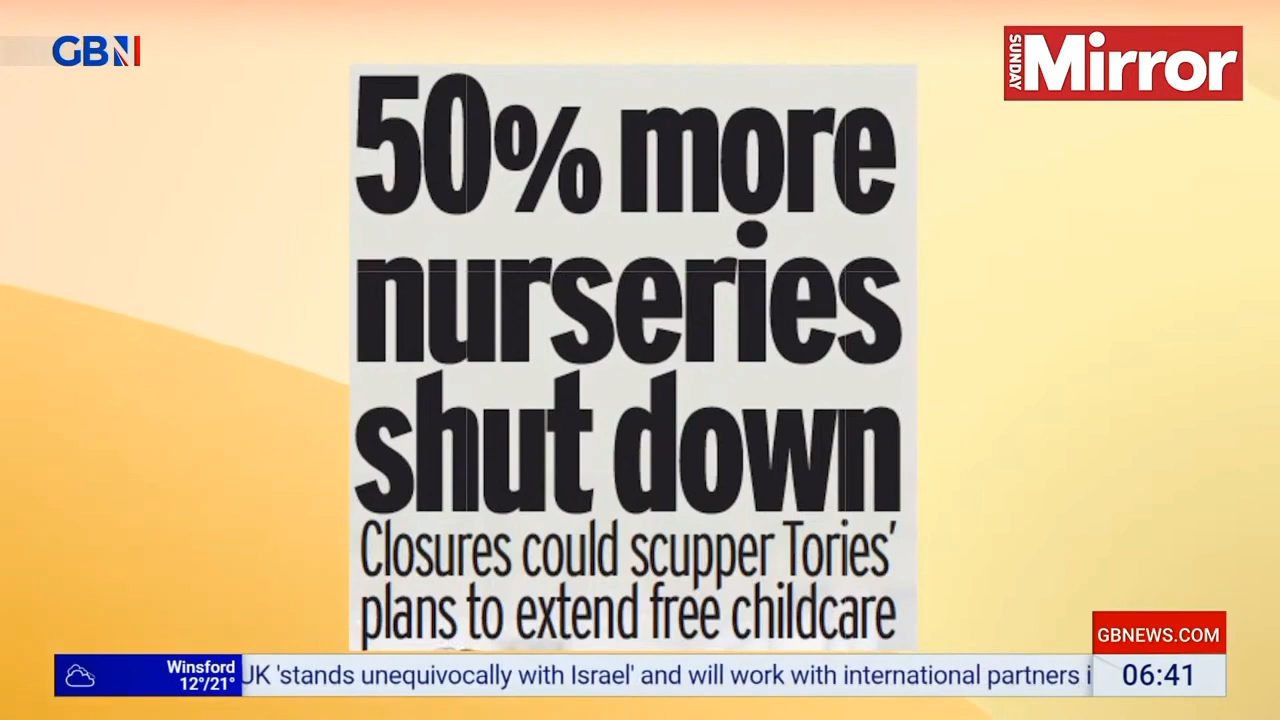 GBN
SUNDAY
Mirror
50% more
nurseries
shut down
Closures could scupper Tories'
plans to extend free childcare
GBNEWS.COM
Winsford
12°/21°
UK 'stands unequivocally with Israel' and will work with international partners
06:41